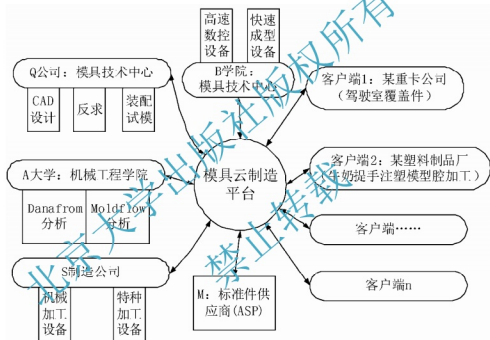 高速
数控
设备
快速
成型
设备
Q公司：模具技术中心
CAD
设计
反求
装配
试模
B学院：
模具技术中心
客户端1：某重卡公司
(驾驶室覆盖件)
A大学：机械工程学院
Danafrom
分析
Moldflow
分析
模具云制造
平台
客户端2：某塑料制品厂
(牛奶提手注塑模型腔加工)
客户端……
S制造公司
机械
加工
设备
特种
加工
设备
M：标准件供
应商(ASP)
客户端n
北京大学出版社版权所有
禁止转载